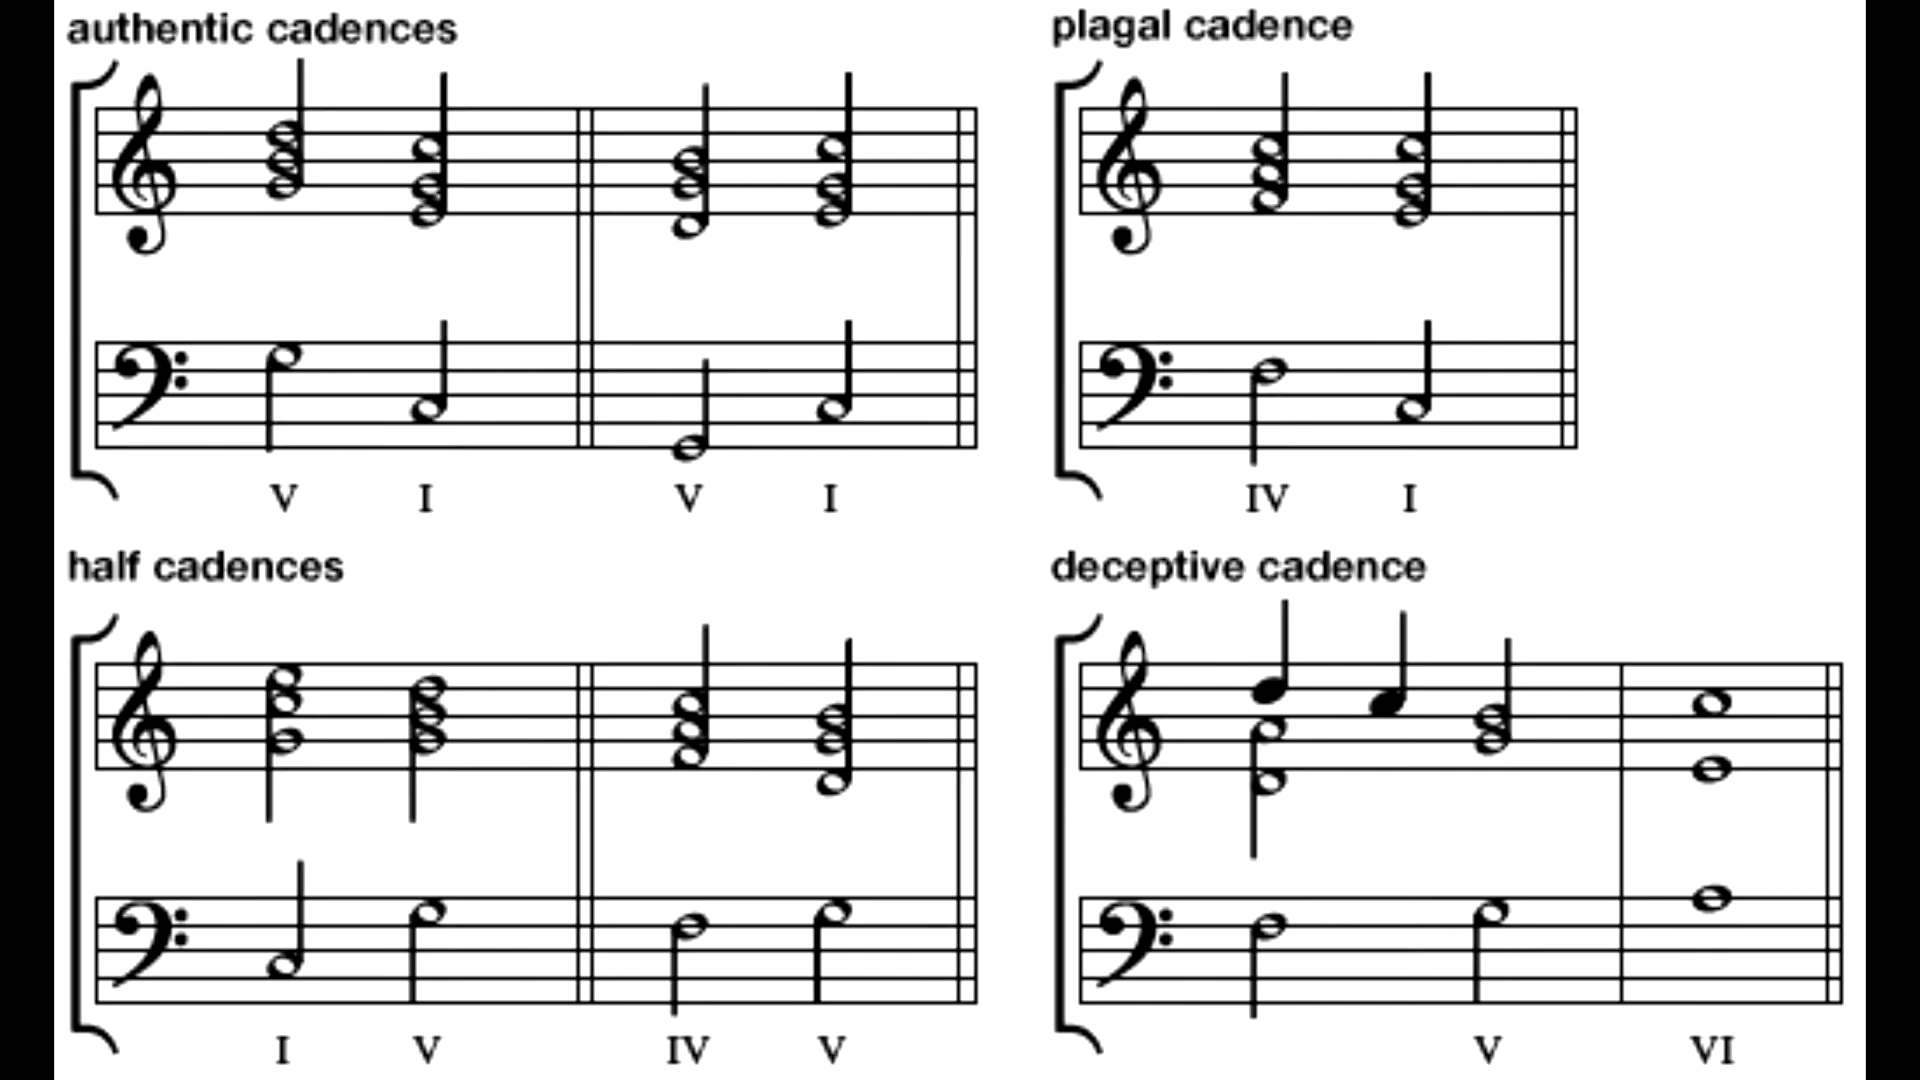 authentic cadences
V I V I
plagal cadence
IV I
half cadences
I V IV V
deceptive cadence
V VI